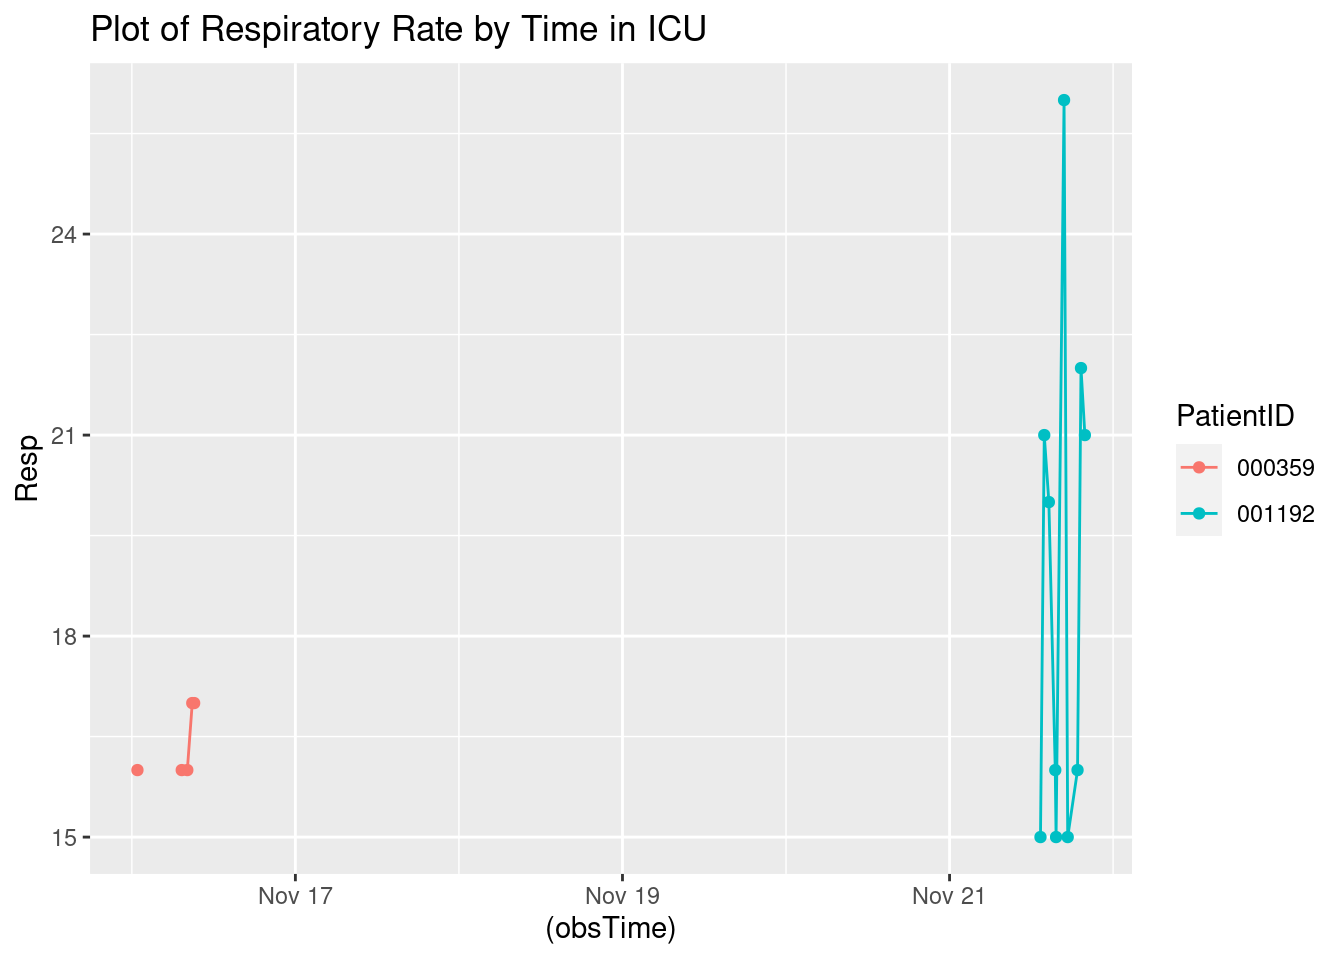 Plot of Respiratory Rate by Time in ICU
Resp
24
21
18
15
Nov 17
Nov 19
Nov 21
(obsTime)
PatientID
000359
001192